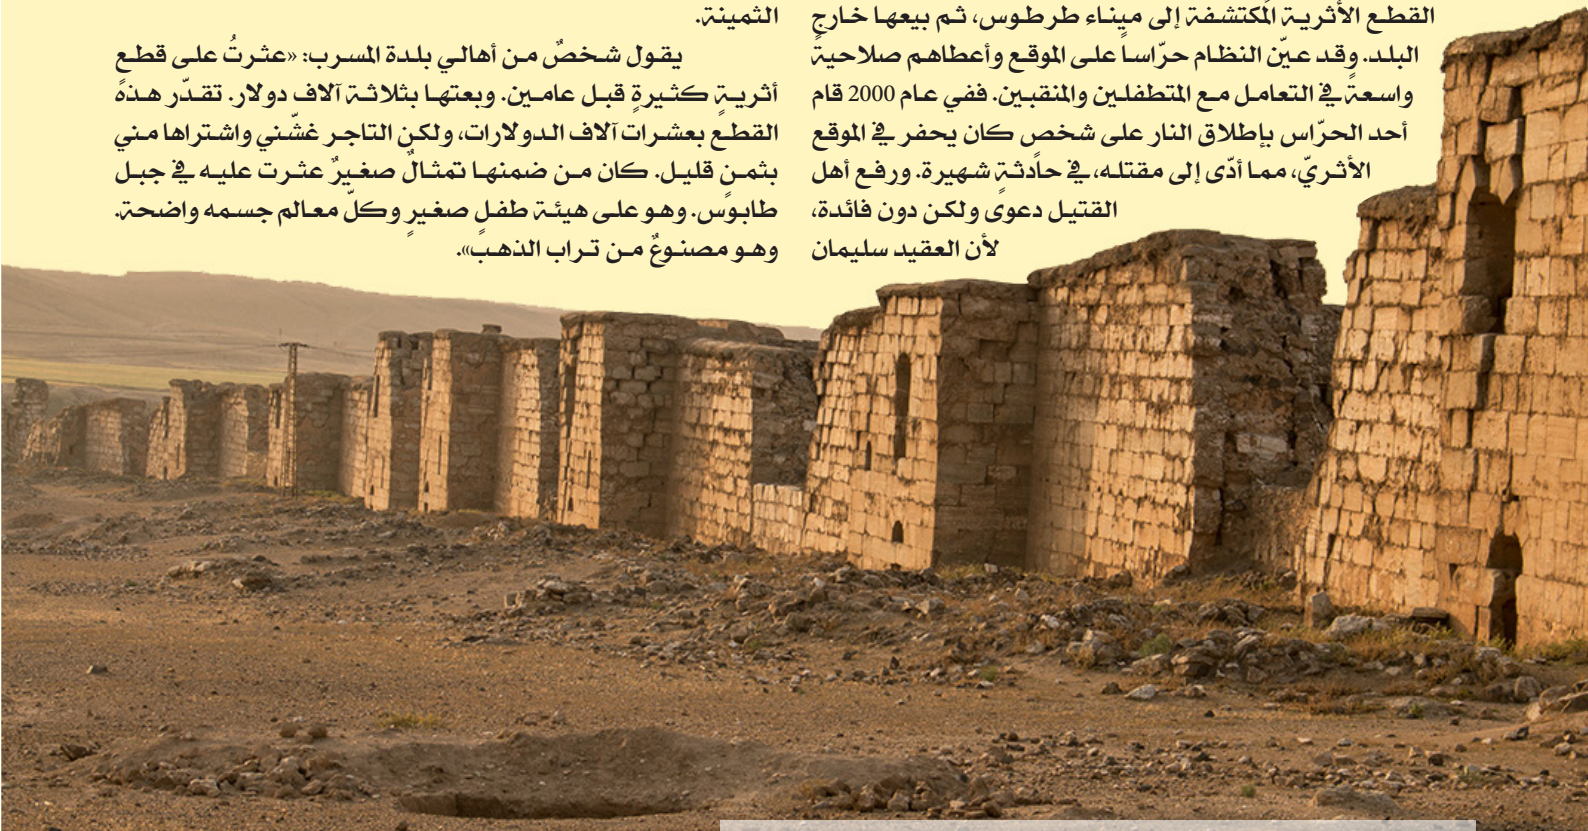 القطع الأثرية المكتشفة إلى ميناء طرطوس، ثم بيعها خارج
البلد. وقد عيّن النظام حرّاساً على الموقع وأعطاهم صلاحيةً
واسعةً في التعامل مع المتطفلين والمنقبين. ففي عام 2000 قام
أحد الحرّاس بإطلاق النار على شخصٍ كان يحفر في الموقع
الأثريّ، مما أدّى إلى مقتله، في حادثةٍ شهيرة. ورفع أهل
القتيل دعوى ولكن دون فائدة،
لأن العقيد سليمان
الثمينة.
يقول شخصٌ من أهالي بلدة المسرب: «عثرتُ على قطعٍ
أثريةٍ كثيرةٍ قبل عامين. وبعتها بثلاثة آلاف دولار. تقدّر هذه
القطع بعشرات آلاف الدولارات، ولكن التاجر غشّني واشتراها مني
بثمنٍ قليل. كان من ضمنها تمثالٌ صغيرٌ عثرت عليه في جبل
طابوس. وهو على هيئة طفلٍ صغيرٍ وكلّ معالم جسمه واضحة.
وهو مصنوعٌ من تراب الذهب».